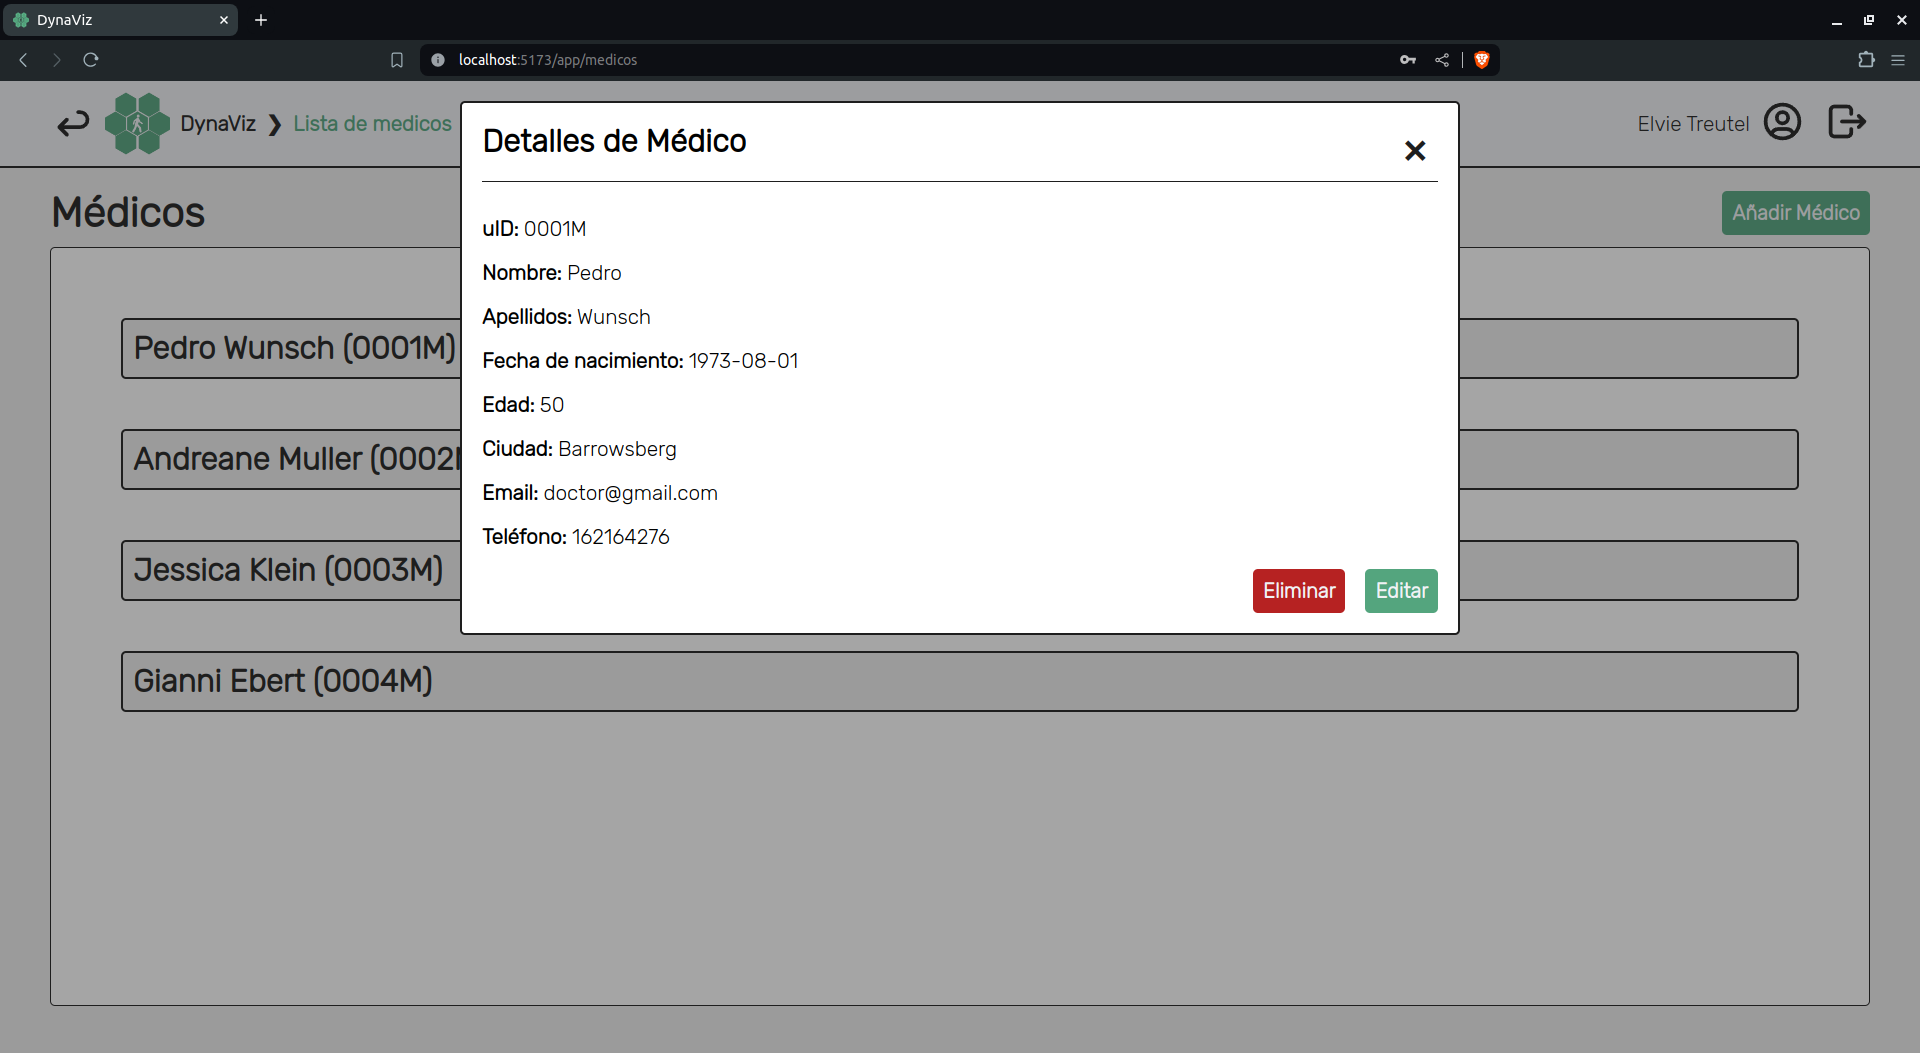 DynaViz
localhost:5173/app/medicos
DynaViz ❯ Lista de medicos
Elvie Treutel
Detalles de Médico
Médicos
Añadir Médico
uID: 0001M
Nombre: Pedro
Apellidos: Wunsch
Fecha de nacimiento: 1973-08-01
Edad: 50
Ciudad: Barrowsberg
Email: doctor@gmail.com
Teléfono: 162164276
Eliminar Editar
Pedro Wunsch (0001M)
Andreane Muller (0002
Jessica Klein (0003M)
Gianni Ebert (0004M)